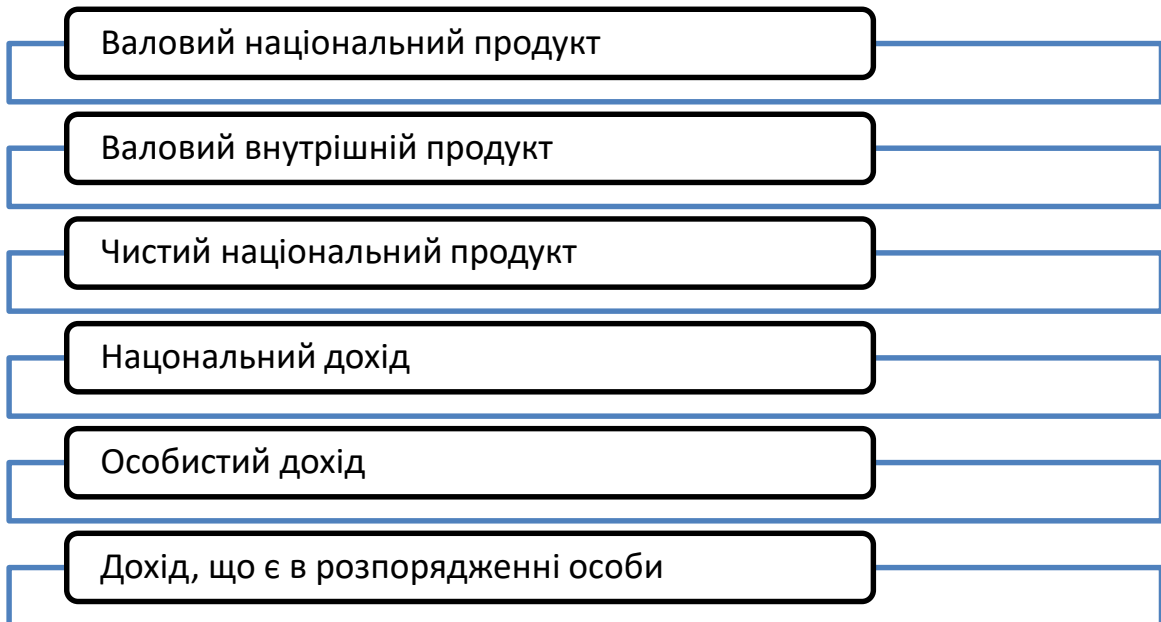 Валовий національний продукт
Валовий внутрішній продукт
Чистий національний продукт
Нацональний дохід
Особистий дохід
Дохід, що є в розпорядженні особи